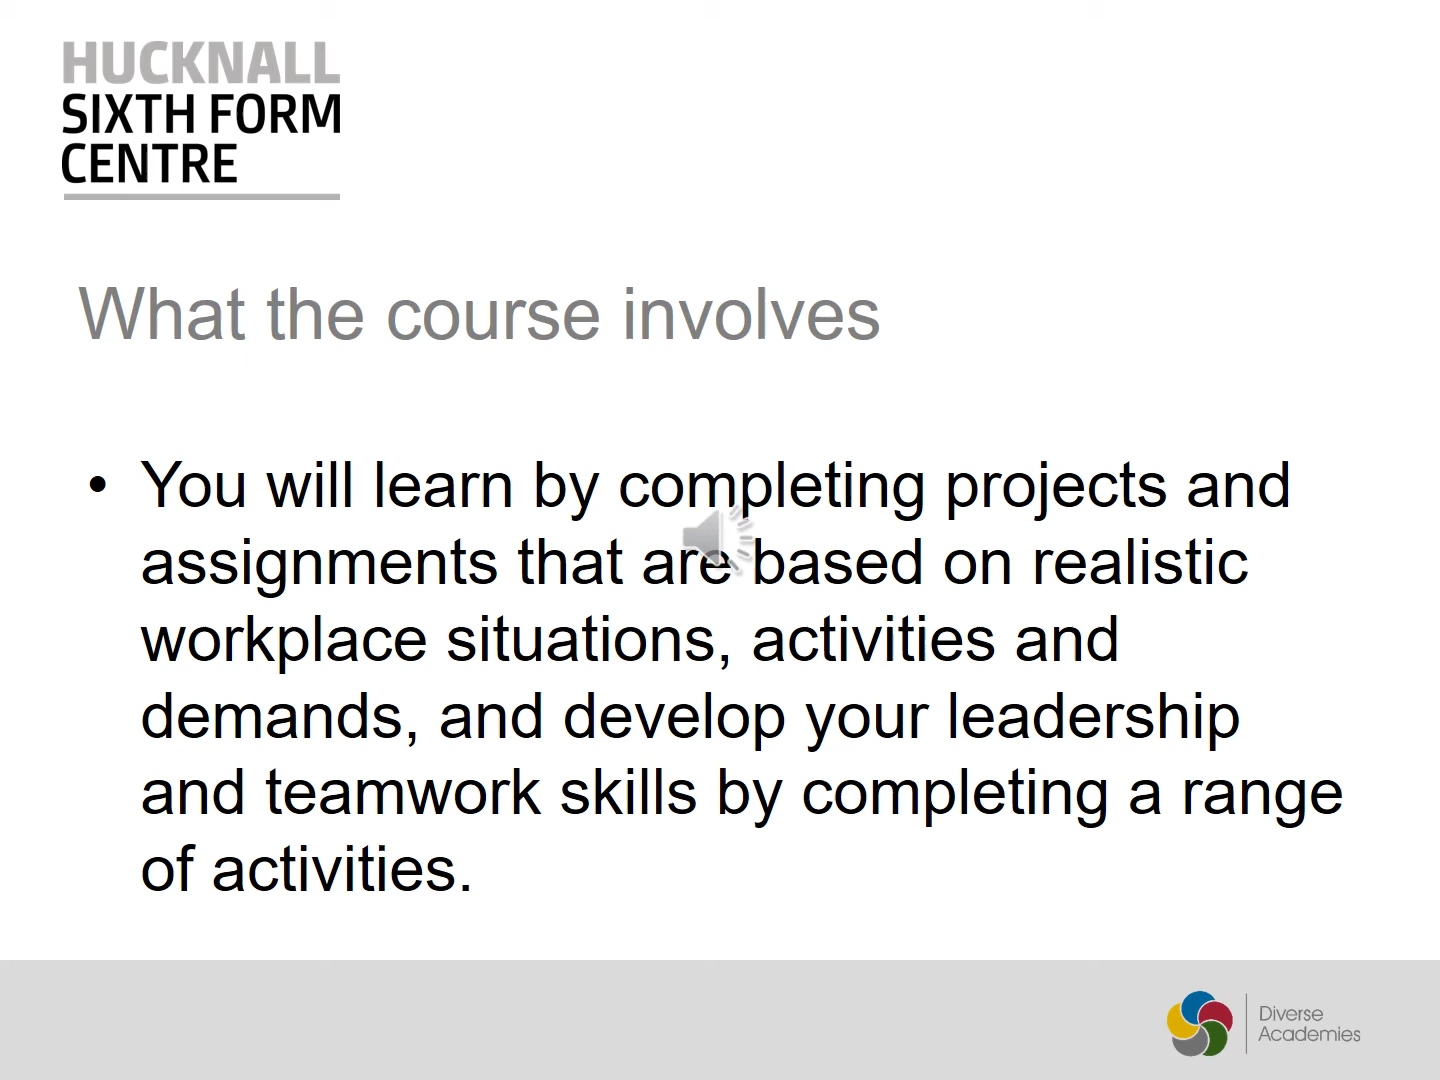 HUCKNALL
SIXTH FORM
CENTRE
What the course involves
• You will learn by completing projects and
assignments that are based on realistic
workplace situations, activities and
demands, and develop your leadership
and teamwork skills by completing a range
of activities.
Diverse
Academies